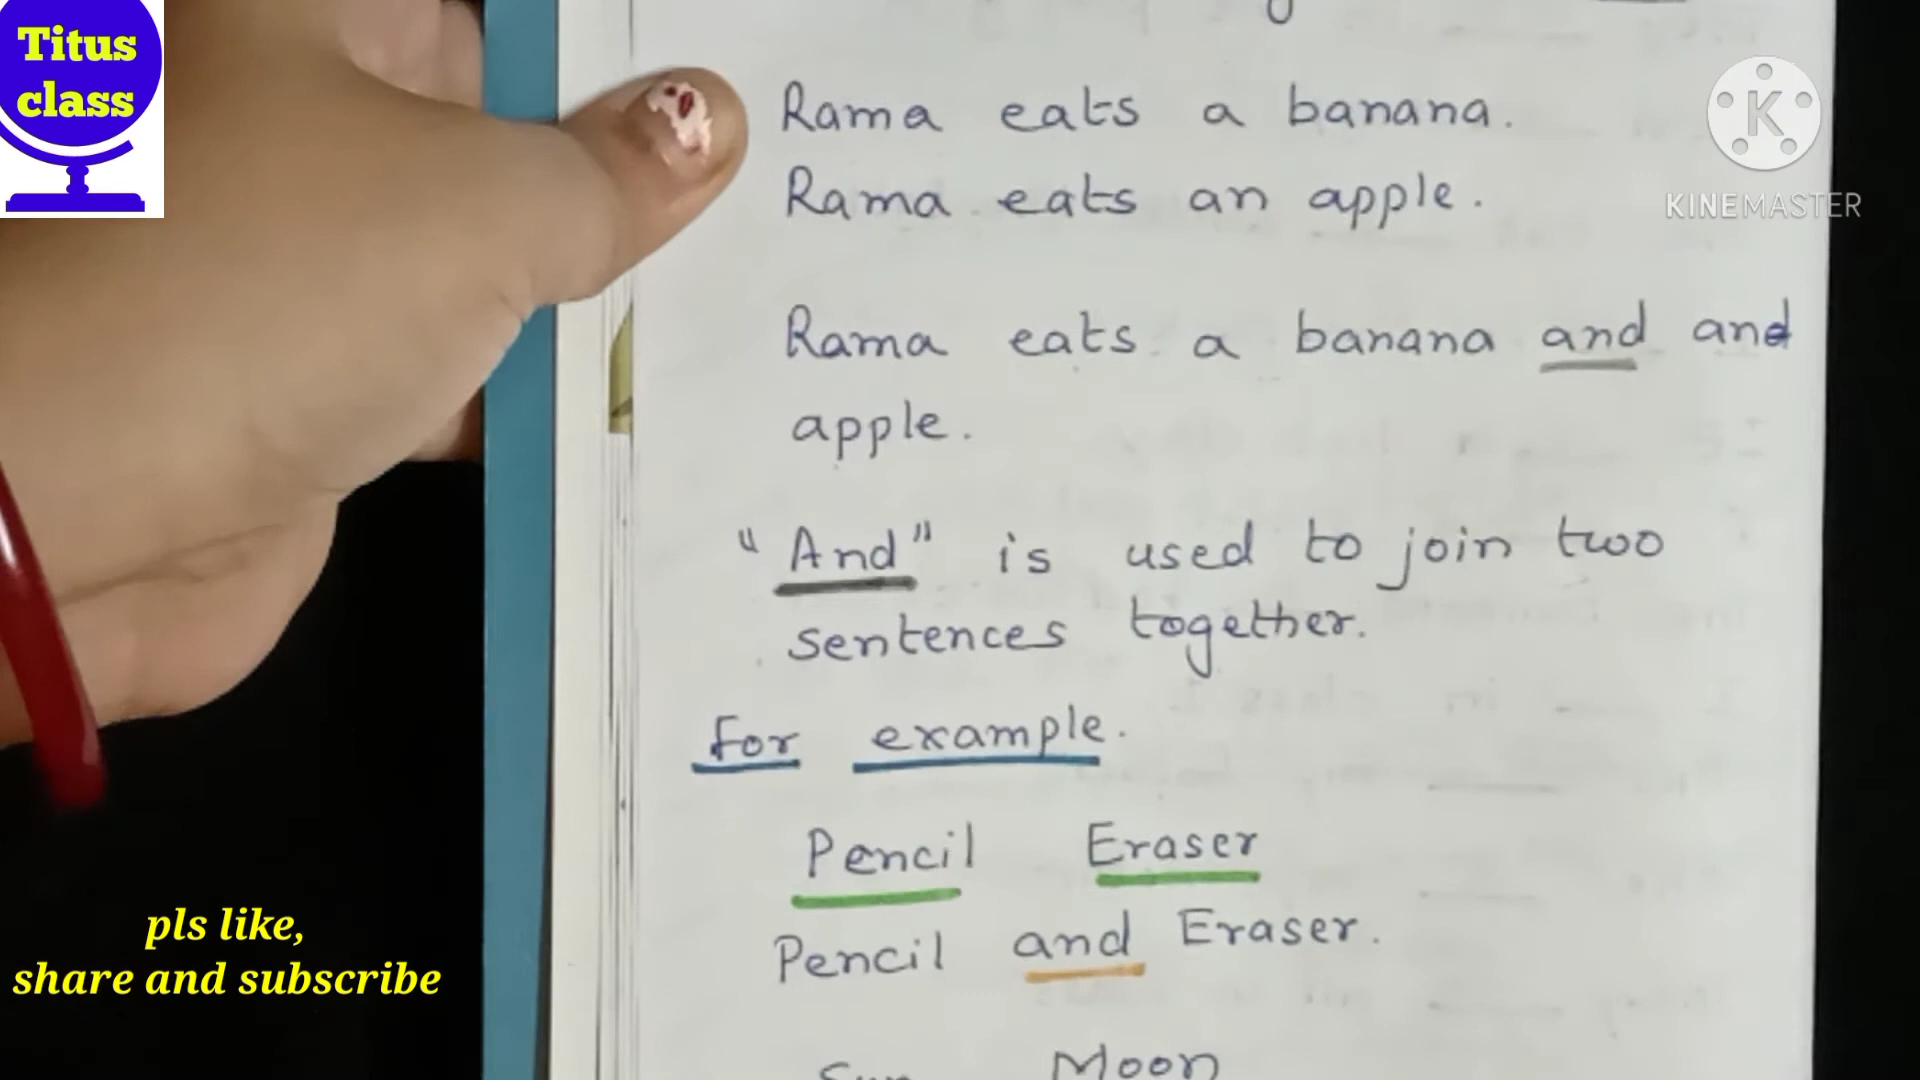 Titus
class
Rama eats a banana.
Rama eats an apple.
Rama eats a banana and and
apple.
"And" is used to join two
sentences together.
For example.
Pencil Eraser
Pencil and Eraser.
Moon
K
KINEMASTER
pls like,
share and subscribe